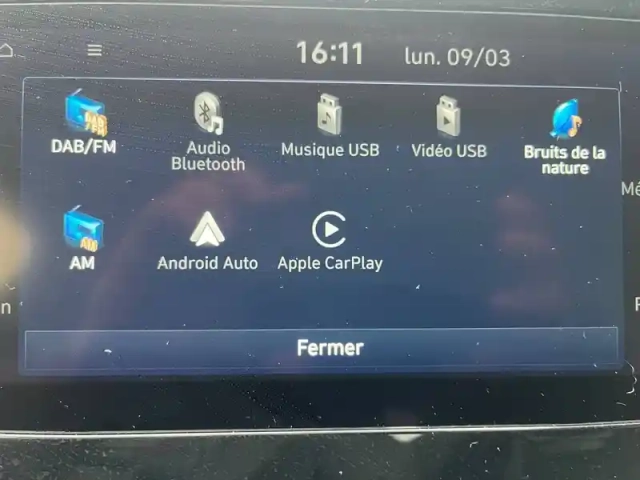 16:11 lun. 09/03
DAB/FM
Audio
Bluetooth
Musique USB
Vidéo USB
Bruits de la
nature
Mé
AM
Android Auto
Apple CarPlay
n
Fermer